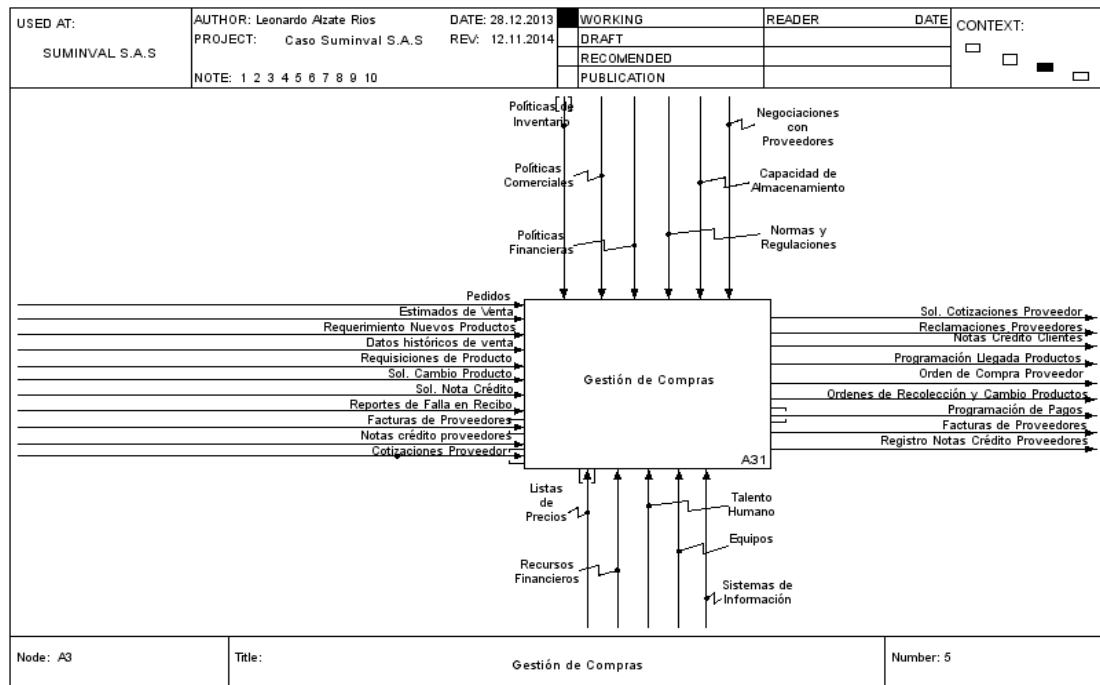 USED AT:
SUMINVAL S.A.S
AUTHOR: Leonardo Alzate Rios
DATE: 28.12.2013
PROJECT: Caso Suminval S.A.S
REV: 12.11.2014
NOTE: 1 2 3 4 5 6 7 8 9 10
WORKING
DRAFT
RECOMENDED
PUBLICATION
READER
DATE
CONTEXT:
Políticas de
Inventario
Negociaciones
con
Proveedores
Políticas
Comerciales
Capacidad de
Almacenamiento
Políticas
Financieras
Normas y
Regulaciones
Pedidos
Estimados de Venta
Requerimiento Nuevos Productos
Datos históricos de venta
Requisiciones de Producto
Sol. Cambio Producto
Sol. Nota Crédito
Reportes de Falla en Recibo
Facturas de Proveedores
Notas crédito proveedores
Cotizaciones Proveedor
Gestión de Compras
A31
Sol. Cotizaciones Proveedor
Reclamaciones Proveedores
Notas Crédito Clientes
Programación Llegada Productos
Orden de Compra Proveedor
Ordenes de Recolección y Cambio Productos
Programación de Pagos
Facturas de Proveedores
Registro Notas Crédito Proveedores
Listas
de
Precios
Talento
Humano
Equipos
Recursos
Financieros
Sistemas de
Información
Node: A3
Title:
Gestión de Compras
Number: 5